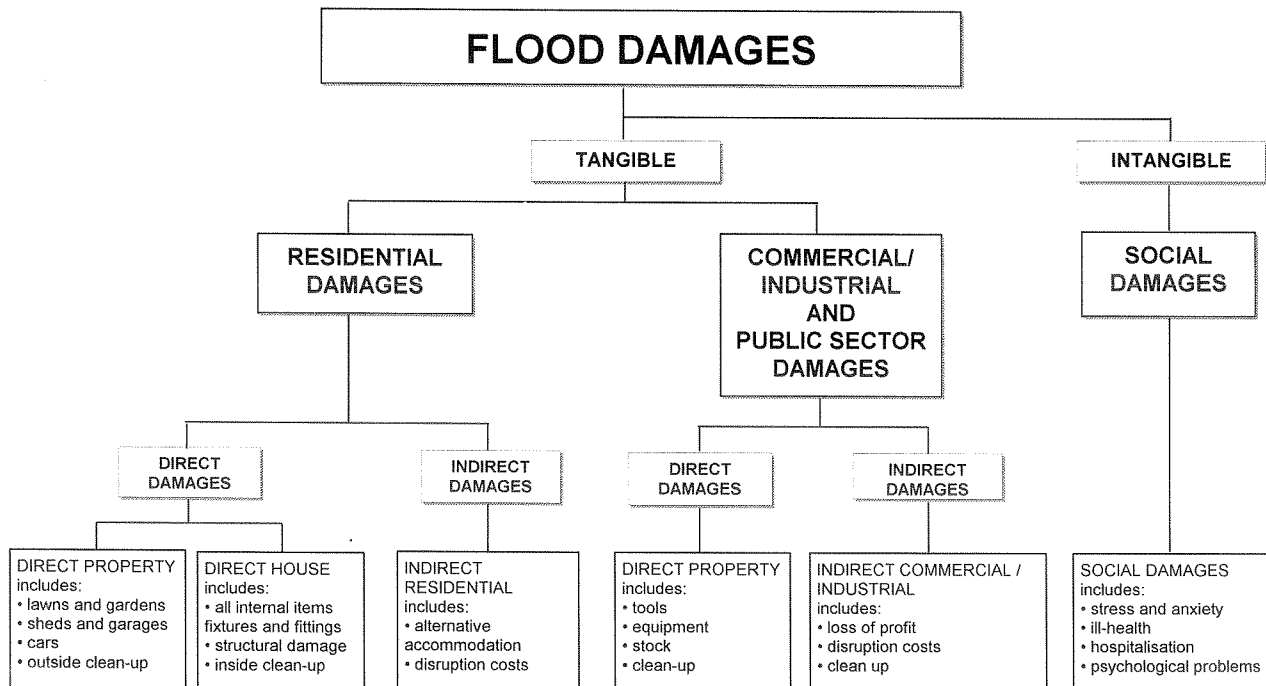 FLOOD DAMAGES
TANGIBLE
INTANGIBLE
RESIDENTIAL
DAMAGES
COMMERCIAL/
INDUSTRIAL
AND
PUBLIC SECTOR
DAMAGES
SOCIAL
DAMAGES
DIRECT
DAMAGES
INDIRECT
DAMAGES
DIRECT
DAMAGES
INDIRECT
DAMAGES
DIRECT PROPERTY
includes:
• lawns and gardens
• sheds and garages
• cars
• outside clean-up
DIRECT HOUSE
includes:
• all internal items
fixtures and fittings
• structural damage
• inside clean-up
INDIRECT
RESIDENTIAL
includes:
• alternative
accommodation
• disruption costs
DIRECT PROPERTY
includes:
• tools
• equipment
• stock
• clean-up
INDIRECT COMMERCIAL /
INDUSTRIAL
includes:
• loss of profit
• disruption costs
• clean up
SOCIAL DAMAGES
includes:
• stress and anxiety
• ill-health
• hospitalisation
• psychological problems